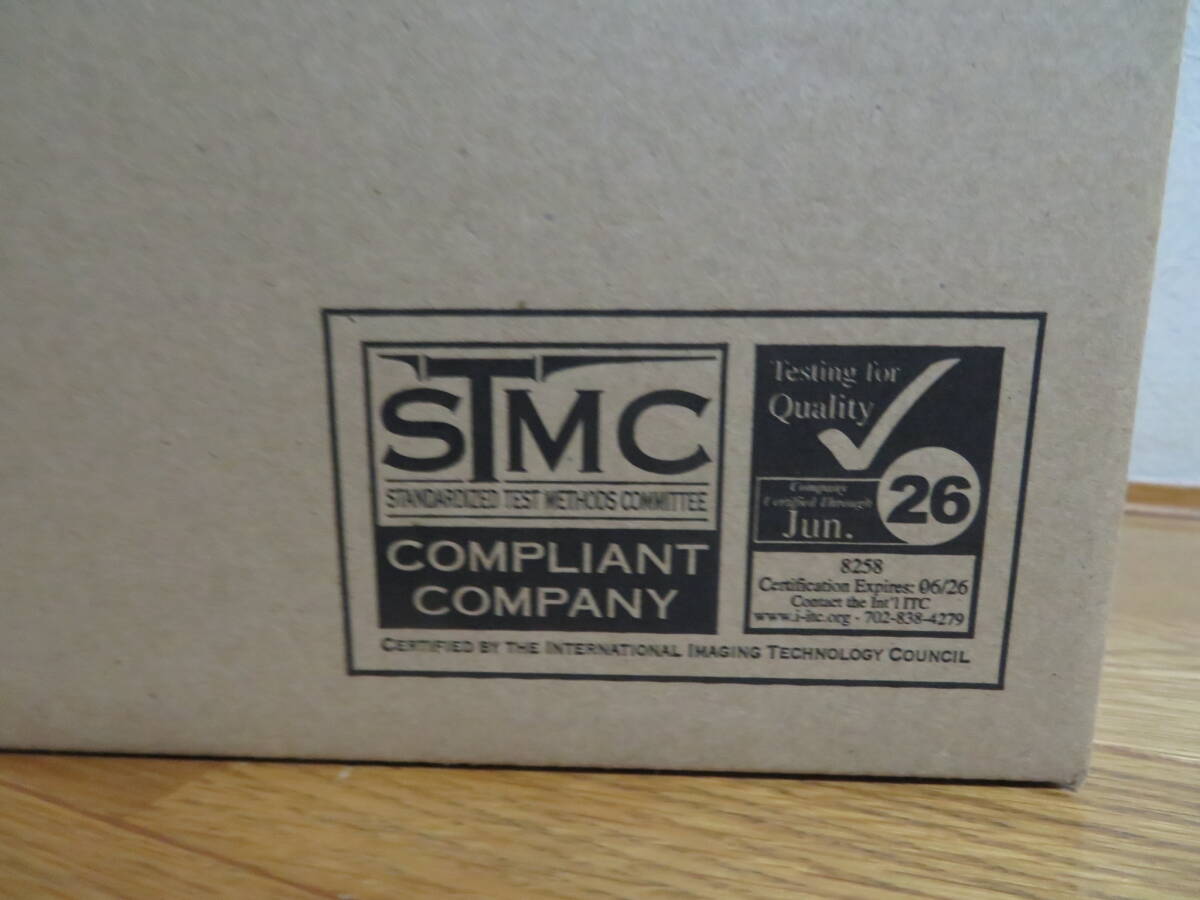 STMC
STANDARDIZED TEST METHODS COMMITTEE
COMPLIANT
COMPANY
Testing for
Quality
Company
Certified Through
Jun.
26
8258
Certification Expires: 06/26
Contact the Int'l ITC
www.i-itc.org - 702-838-4279
CERTIFIED BY THE INTERNATIONAL IMAGING TECHNOLOGY COUNCIL